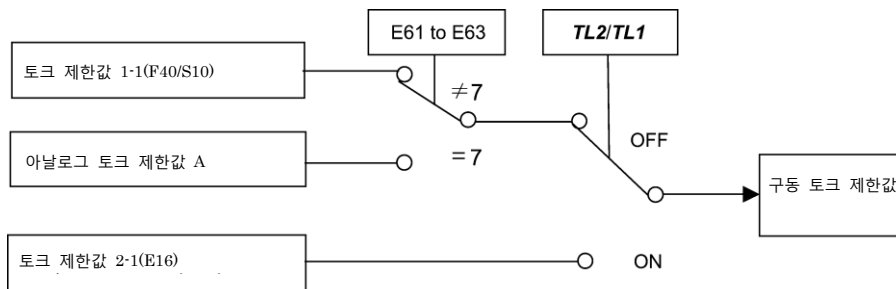 E61 to E63
TL2/TL1
토크 제한값 1-1(F40/S10)
≠7
아날로그 토크 제한값 A
=7
OFF
구동 토크 제한값
토크 제한값 2-1(E16)
ON